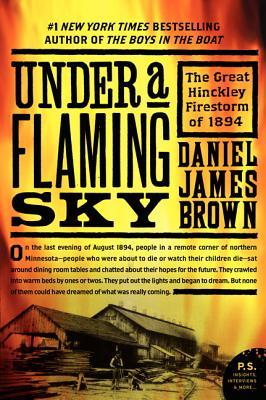 #1 NEW YORK TIMES BESTSELLING
AUTHOR OF THE BOYS IN THE BOAT
UNDER a
FLAMING
SKY
The Great
Hinckley
Firestorm
of 1894
DANIEL
JAMES
BROWN
On the last evening of August 1894, people in a remote corner of northern
Minnesota—people who were about to die or watch their children die—sat
around dining room tables and chatted about their hopes for the future. They crawled
into warm beds by ones or twos. They put out the lights and began to dream. But none
of them could have dreamed of what was really coming.
P.S.
INSIGHTS,
INTERVIEWS
& MORE...